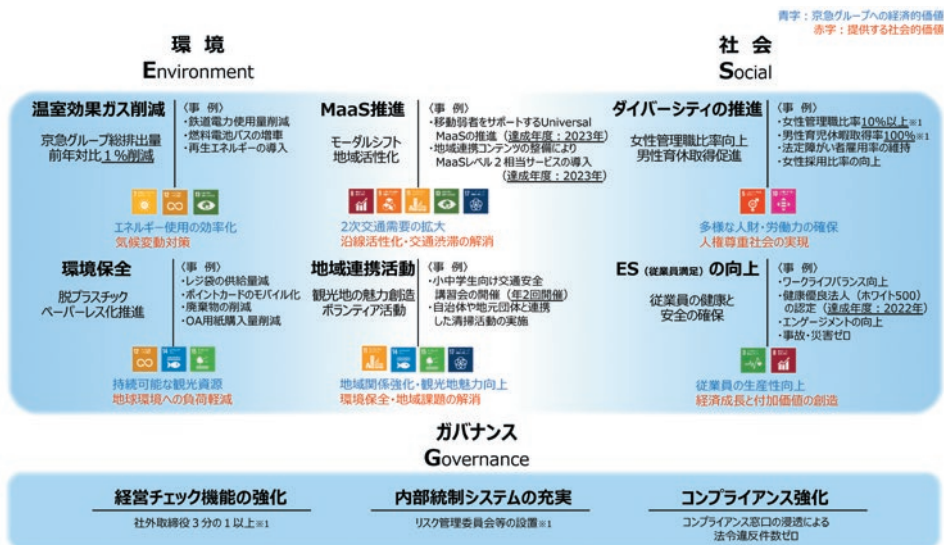 青字：京急グループへの経済的価値
赤字：提供する社会的価値
環 境
Environment
社 会
Social
温室効果ガス削減
京急グループ総排出量
前年対比１%削減
〈事 例〉
・鉄道電力使用量削減
・燃料電池バスの増車
・再生エネルギーの導入
エネルギー使用の効率化
気候変動対策
MaaS推進
モーダルシフト
地域活性化
〈事 例〉
・移動弱者をサポートするUniversal
MaaSの推進（達成年度：2023年）
・地域連携コンテンツの整備により
MaaSレベル２相当サービスの導入
（達成年度：2023年）
2次交通需要の拡大
沿線活性化・交通渋滞の解消
ダイバーシティの推進
女性管理職比率向上
男性育休取得促進
〈事 例〉
・女性管理職比率10%以上※1
・男性育児休暇取得率100%※1
・法定障がい者雇用率の維持
・女性採用比率の向上
多様な人財・労働力の確保
人権尊重社会の実現
環境保全
脱プラスチック
ペーパーレス化推進
〈事 例〉
・レジ袋の供給量減
・ポイントカードのモバイル化
・廃棄物の削減
・OA用紙購入量削減
持続可能な観光資源
地球環境への負荷軽減
地域連携活動
観光地の魅力創造
ボランティア活動
〈事 例〉
・小中学生向け交通安全
講習会の開催（年2回開催）
・自治体や地元団体と連携
した清掃活動の実施
地域関係強化・観光地魅力向上
環境保全・地域課題の解消
ES（従業員満足）の向上
従業員の健康と
安全の確保
〈事 例〉
・ワークライフバランス向上
・健康優良法人（ホワイト500）
の認定（達成年度：2022年）
・エンゲージメントの向上
・事故・災害ゼロ
従業員の生産性向上
経済成長と付加価値の創造
ガバナンス
Governance
経営チェック機能の強化
社外取締役３分の１以上※1
内部統制システムの充実
リスク管理委員会等の設置※1
コンプライアンス強化
コンプライアンス窓口の浸透による
法令違反件数ゼロ